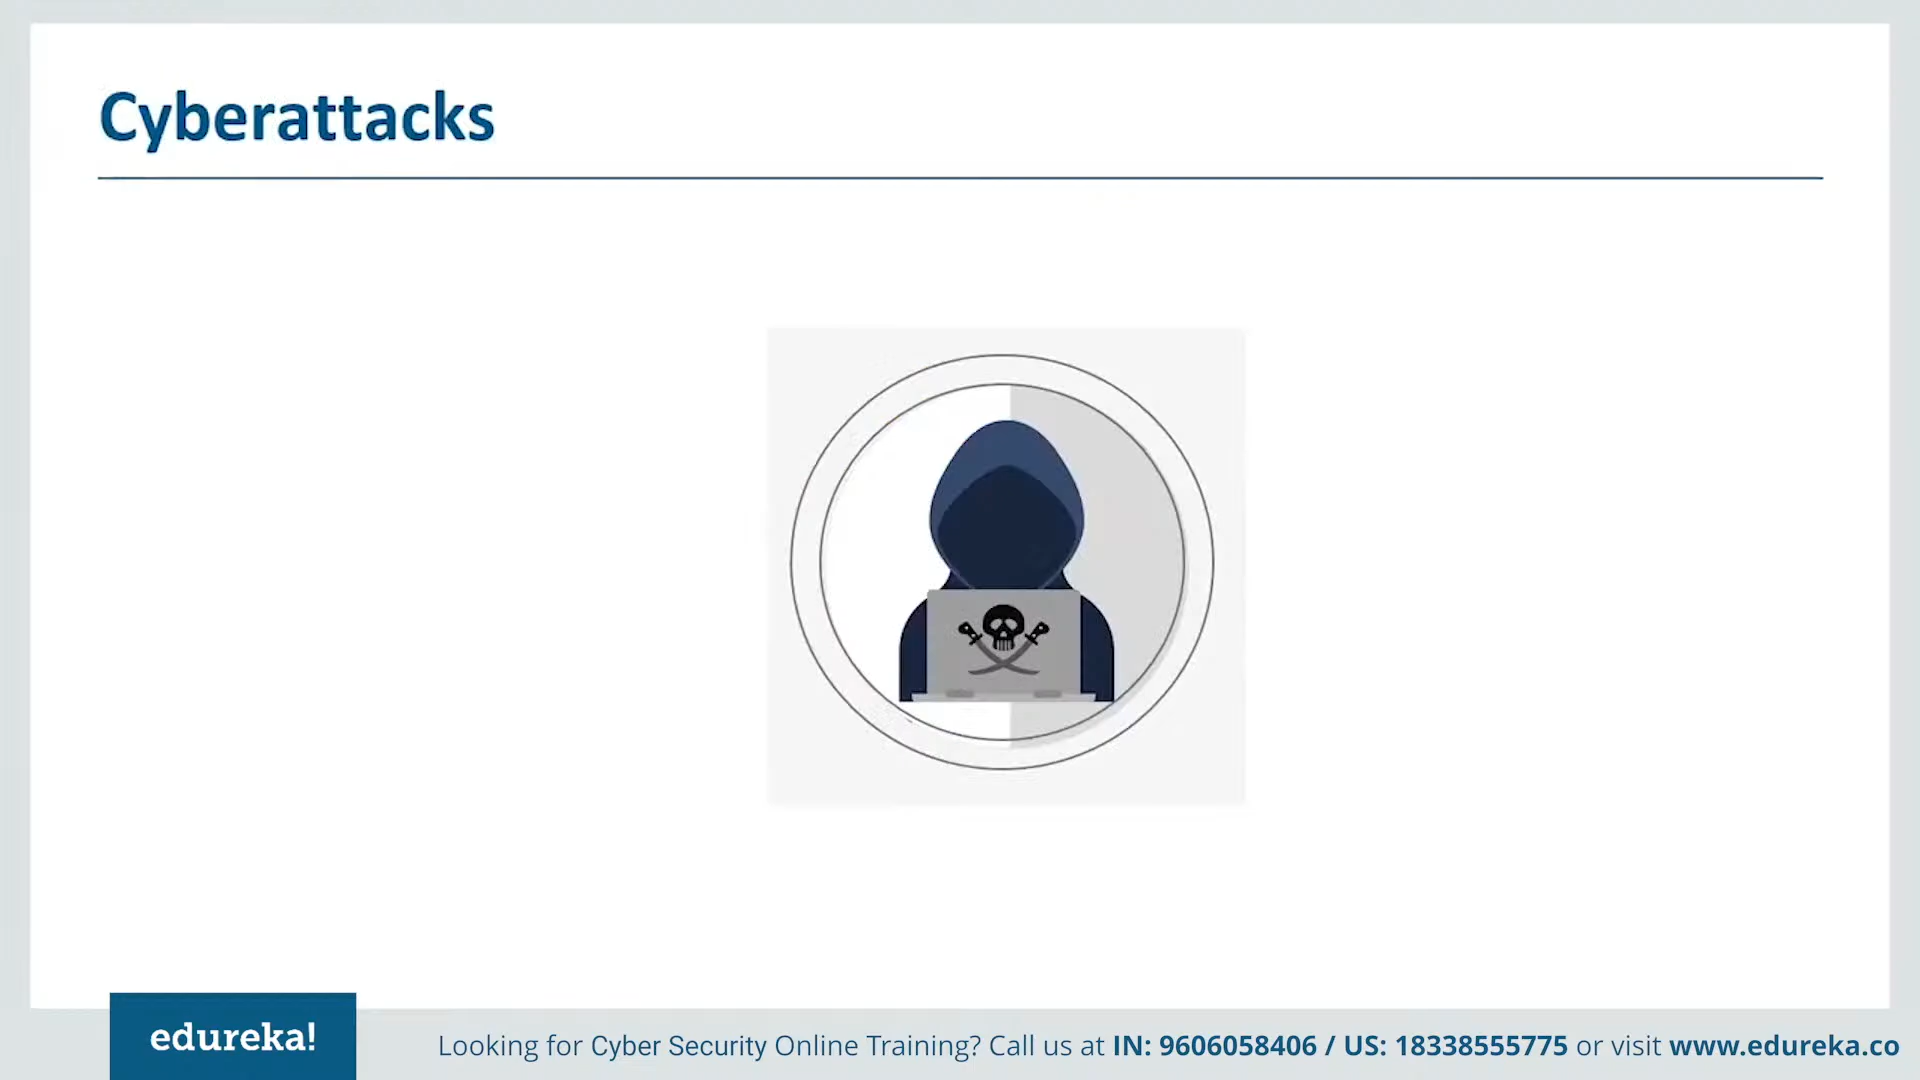 Cyberattacks
edureka!
Looking for Cyber Security Online Training? Call us at IN: 9606058406 / US: 18338555775 or visit www.edureka.co